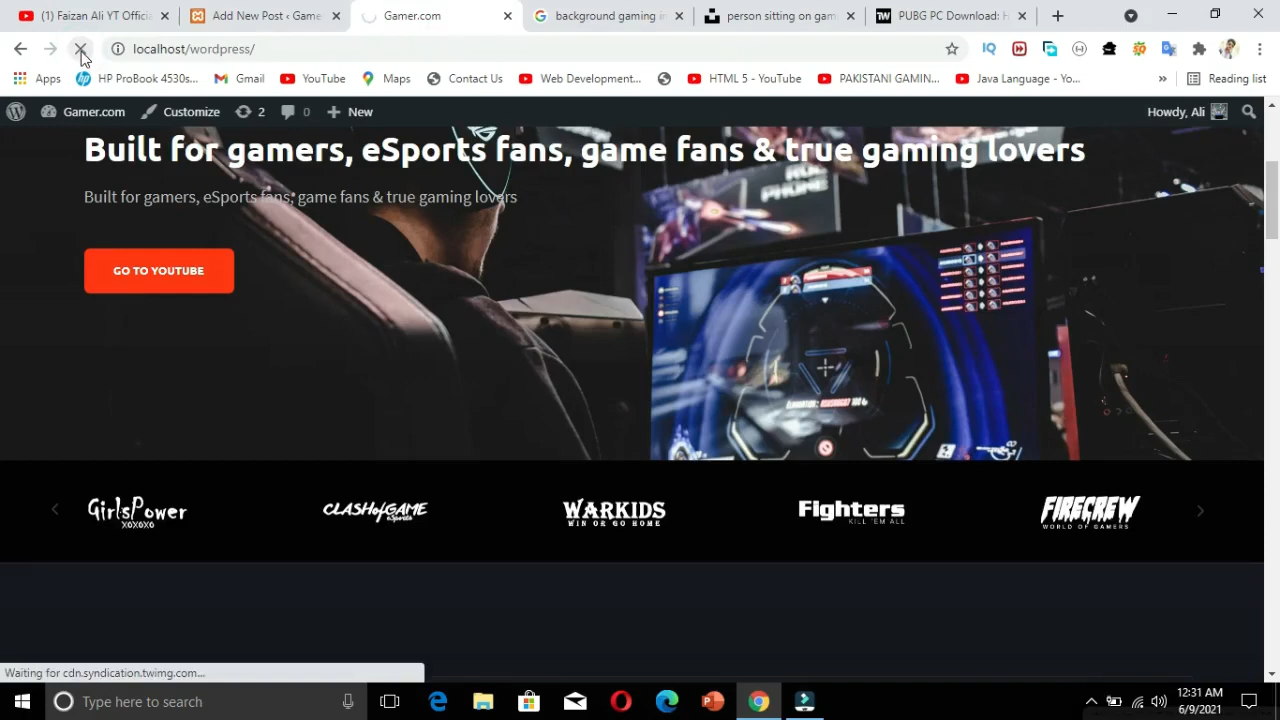 (1) Faizan Ali YT Officia
Add New Post ‹ Game
Gamer.com
background gaming in
person sitting on gam
TW PUBG PC Download: H
localhost/wordpress/
Apps
HP ProBook 4530s...
Gmail
YouTube
Maps
Contact Us
Web Development...
HTML 5 - YouTube
PAKISTANI GAMIN...
Java Language - Yo...
»
Reading list
Gamer.com
Customize
2
0
New
Howdy, Ali
Built for gamers, eSports fans, game fans & true gaming lovers
Built for gamers, eSports fans, game fans & true gaming lovers
GO TO YOUTUBE
GirlsPower
XOXOXO
CLASHofGAME
eSports
WARKIDS
WIN OR GO HOME
Fighters
KILL 'EM ALL
FIRECREW
WORLD OF GAMERS
Waiting for cdn.syndication.twimg.com...
Type here to search
12:31 AM
6/9/2021